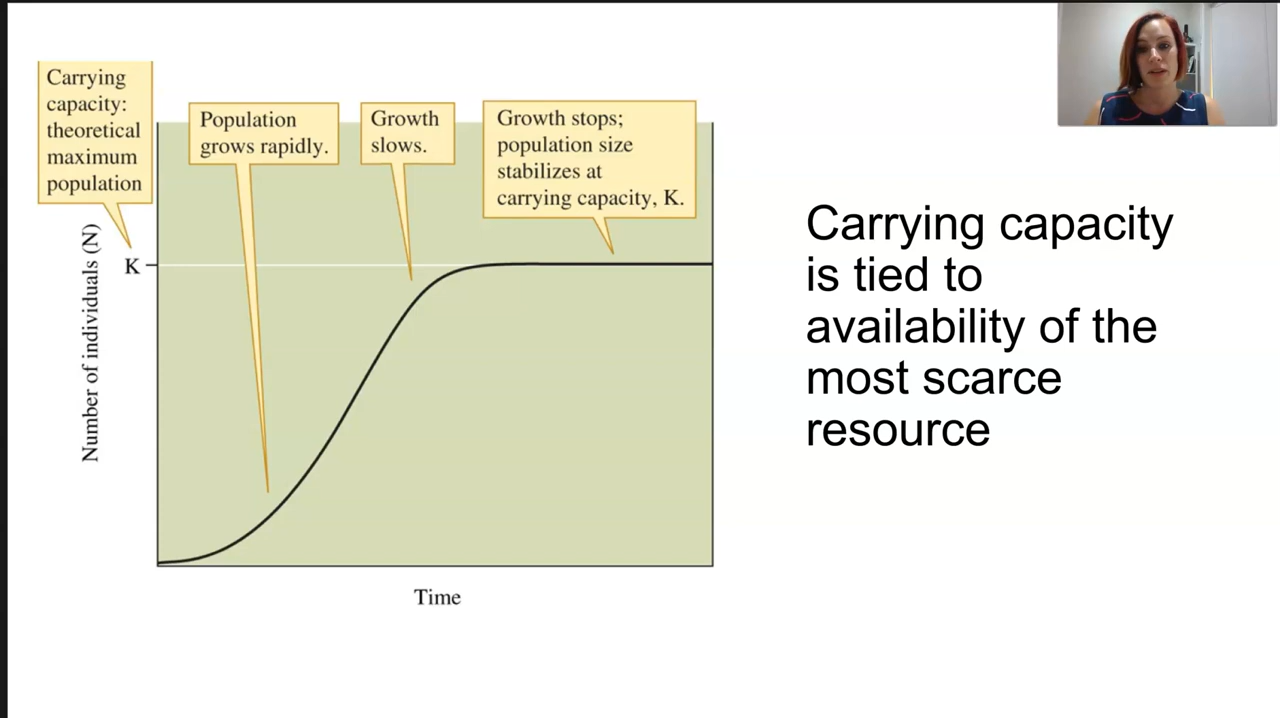 Carrying
capacity:
theoretical
maximum
population
Population
grows rapidly.
Growth
slows.
Growth stops;
population size
stabilizes at
carrying capacity, K.
Number of individuals (N)
K
Time
Carrying capacity
is tied to
availability of the
most scarce
resource